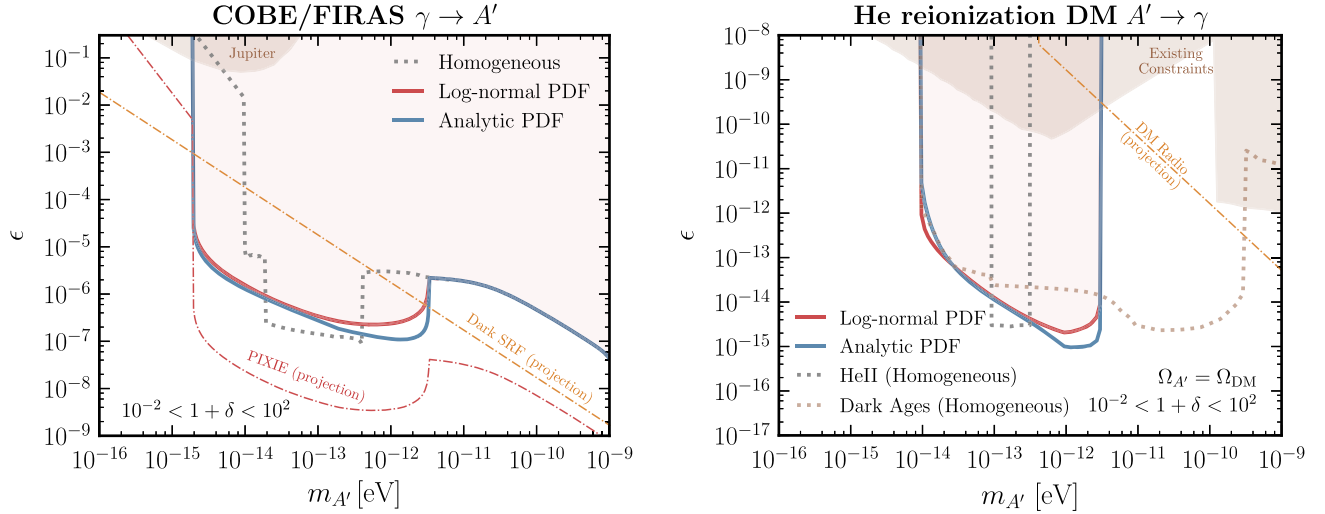 COBE/FIRAS γ → A′
10⁻¹
10⁻²
10⁻³
10⁻⁴
10⁻⁵
10⁻⁶
10⁻⁷
10⁻⁸
10⁻⁹
ϵ
Jupiter
Homogeneous
Log-normal PDF
Analytic PDF
Dark SRF (projection)
PIXIE (projection)
10⁻² < 1 + δ < 10²
10⁻¹⁶ 10⁻¹⁵ 10⁻¹⁴ 10⁻¹³ 10⁻¹² 10⁻¹¹ 10⁻¹⁰ 10⁻⁹
m_A′ [eV]
He reionization DM A′ → γ
10⁻⁸
10⁻⁹
10⁻¹⁰
10⁻¹¹
10⁻¹²
10⁻¹³
10⁻¹⁴
10⁻¹⁵
10⁻¹⁶
10⁻¹⁷
ϵ
Existing
Constraints
DM Radio
(projection)
Log-normal PDF
Analytic PDF
HeII (Homogeneous)
Dark Ages (Homogeneous)
Ω_A′ = Ω_DM
10⁻² < 1 + δ < 10²
10⁻¹⁶ 10⁻¹⁵ 10⁻¹⁴ 10⁻¹³ 10⁻¹² 10⁻¹¹ 10⁻¹⁰ 10⁻⁹
m_A′ [eV]